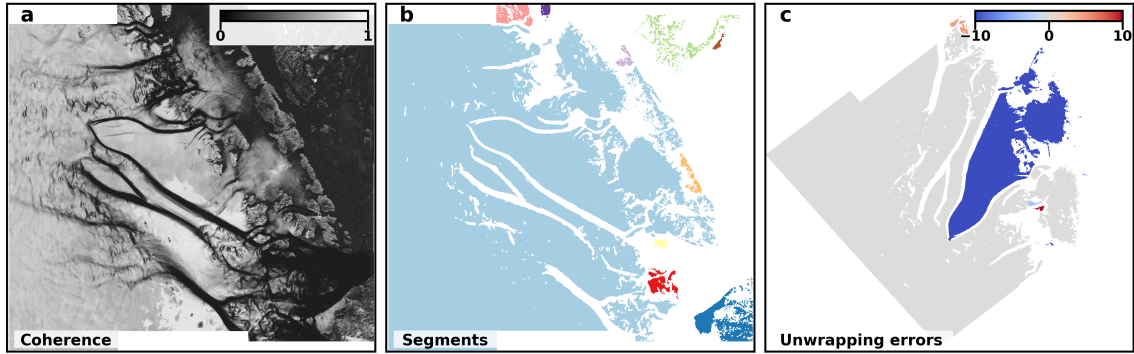 a
0 1
Coherence
b
Segments
c
−10 0 10
Unwrapping errors